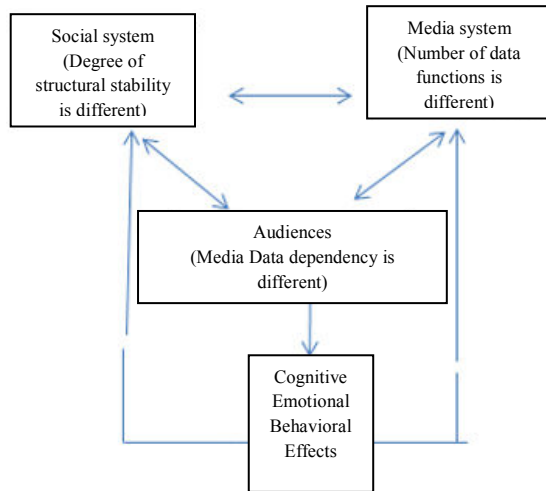 Social system
(Degree of
structural stability
is different)
Media system
(Number of data
functions is
different)
Audiences
(Media Data dependency is
different)
Cognitive
Emotional
Behavioral
Effects